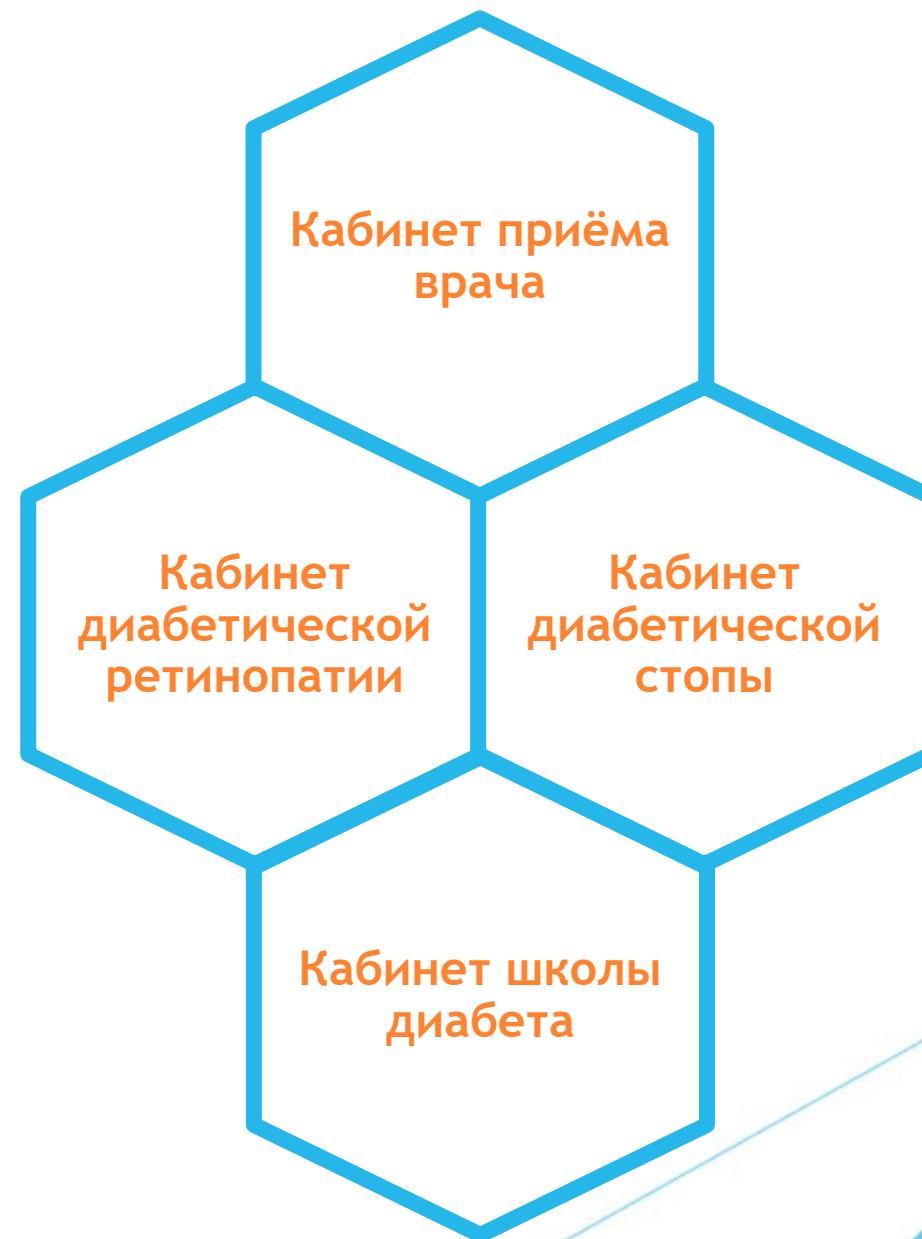 Кабинет приёма
врача
Кабинет
диабетической
ретинопатии
Кабинет
диабетической
стопы
Кабинет школы
диабета